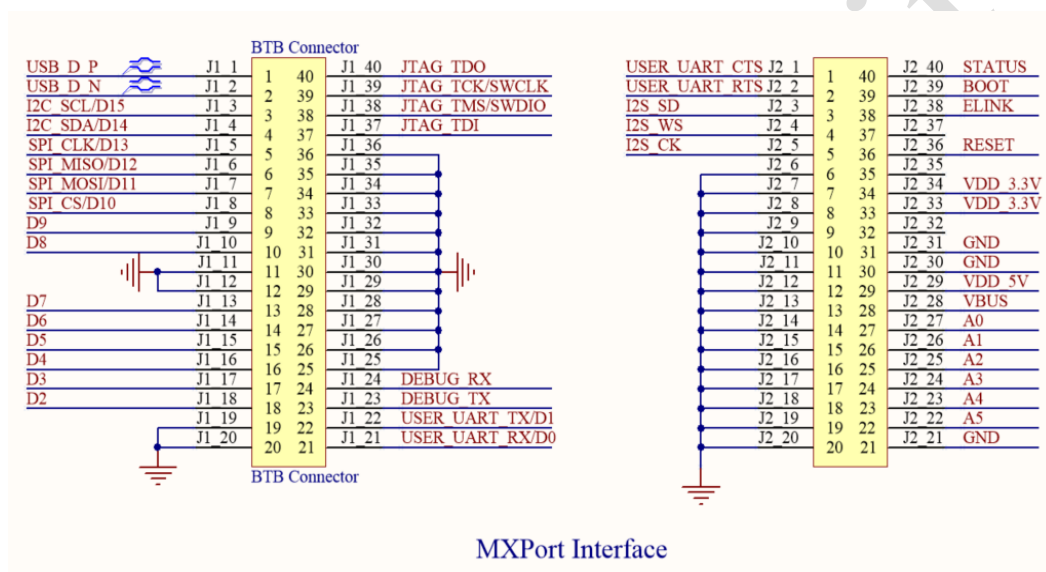 BTB Connector
USB_D_P J1_1 1 40 J1_40 JTAG_TDO
USB_D_N J1_2 2 39 J1_39 JTAG_TCK/SWCLK
I2C_SCL/D15 J1_3 3 38 J1_38 JTAG_TMS/SWDIO
I2C_SDA/D14 J1_4 4 37 J1_37 JTAG_TDI
SPI_CLK/D13 J1_5 5 36 J1_36
SPI_MISO/D12 J1_6 6 35 J1_35
SPI_MOSI/D11 J1_7 7 34 J1_34
SPI_CS/D10 J1_8 8 33 J1_33
D9 J1_9 9 32 J1_32
D8 J1_10 10 31 J1_31
J1_11 11 30 J1_30
J1_12 12 29 J1_29
D7 J1_13 13 28 J1_28
D6 J1_14 14 27 J1_27
D5 J1_15 15 26 J1_26
D4 J1_16 16 25 J1_25
D3 J1_17 17 24 J1_24 DEBUG_RX
D2 J1_18 18 23 J1_23 DEBUG_TX
J1_19 19 22 J1_22 USER_UART_TX/D1
J1_20 20 21 J1_21 USER_UART_RX/D0
BTB Connector
USER_UART_CTS J2_1 1 40 J2_40 STATUS
USER_UART_RTS J2_2 2 39 J2_39 BOOT
I2S_SD J2_3 3 38 J2_38 ELINK
I2S_WS J2_4 4 37 J2_37
I2S_CK J2_5 5 36 J2_36 RESET
J2_6 6 35 J2_35
J2_7 7 34 J2_34 VDD_3.3V
J2_8 8 33 J2_33 VDD_3.3V
J2_9 9 32 J2_32
J2_10 10 31 J2_31 GND
J2_11 11 30 J2_30 GND
J2_12 12 29 J2_29 VDD_5V
J2_13 13 28 J2_28 VBUS
J2_14 14 27 J2_27 A0
J2_15 15 26 J2_26 A1
J2_16 16 25 J2_25 A2
J2_17 17 24 J2_24 A3
J2_18 18 23 J2_23 A4
J2_19 19 22 J2_22 A5
J2_20 20 21 J2_21 GND
MXPort Interface